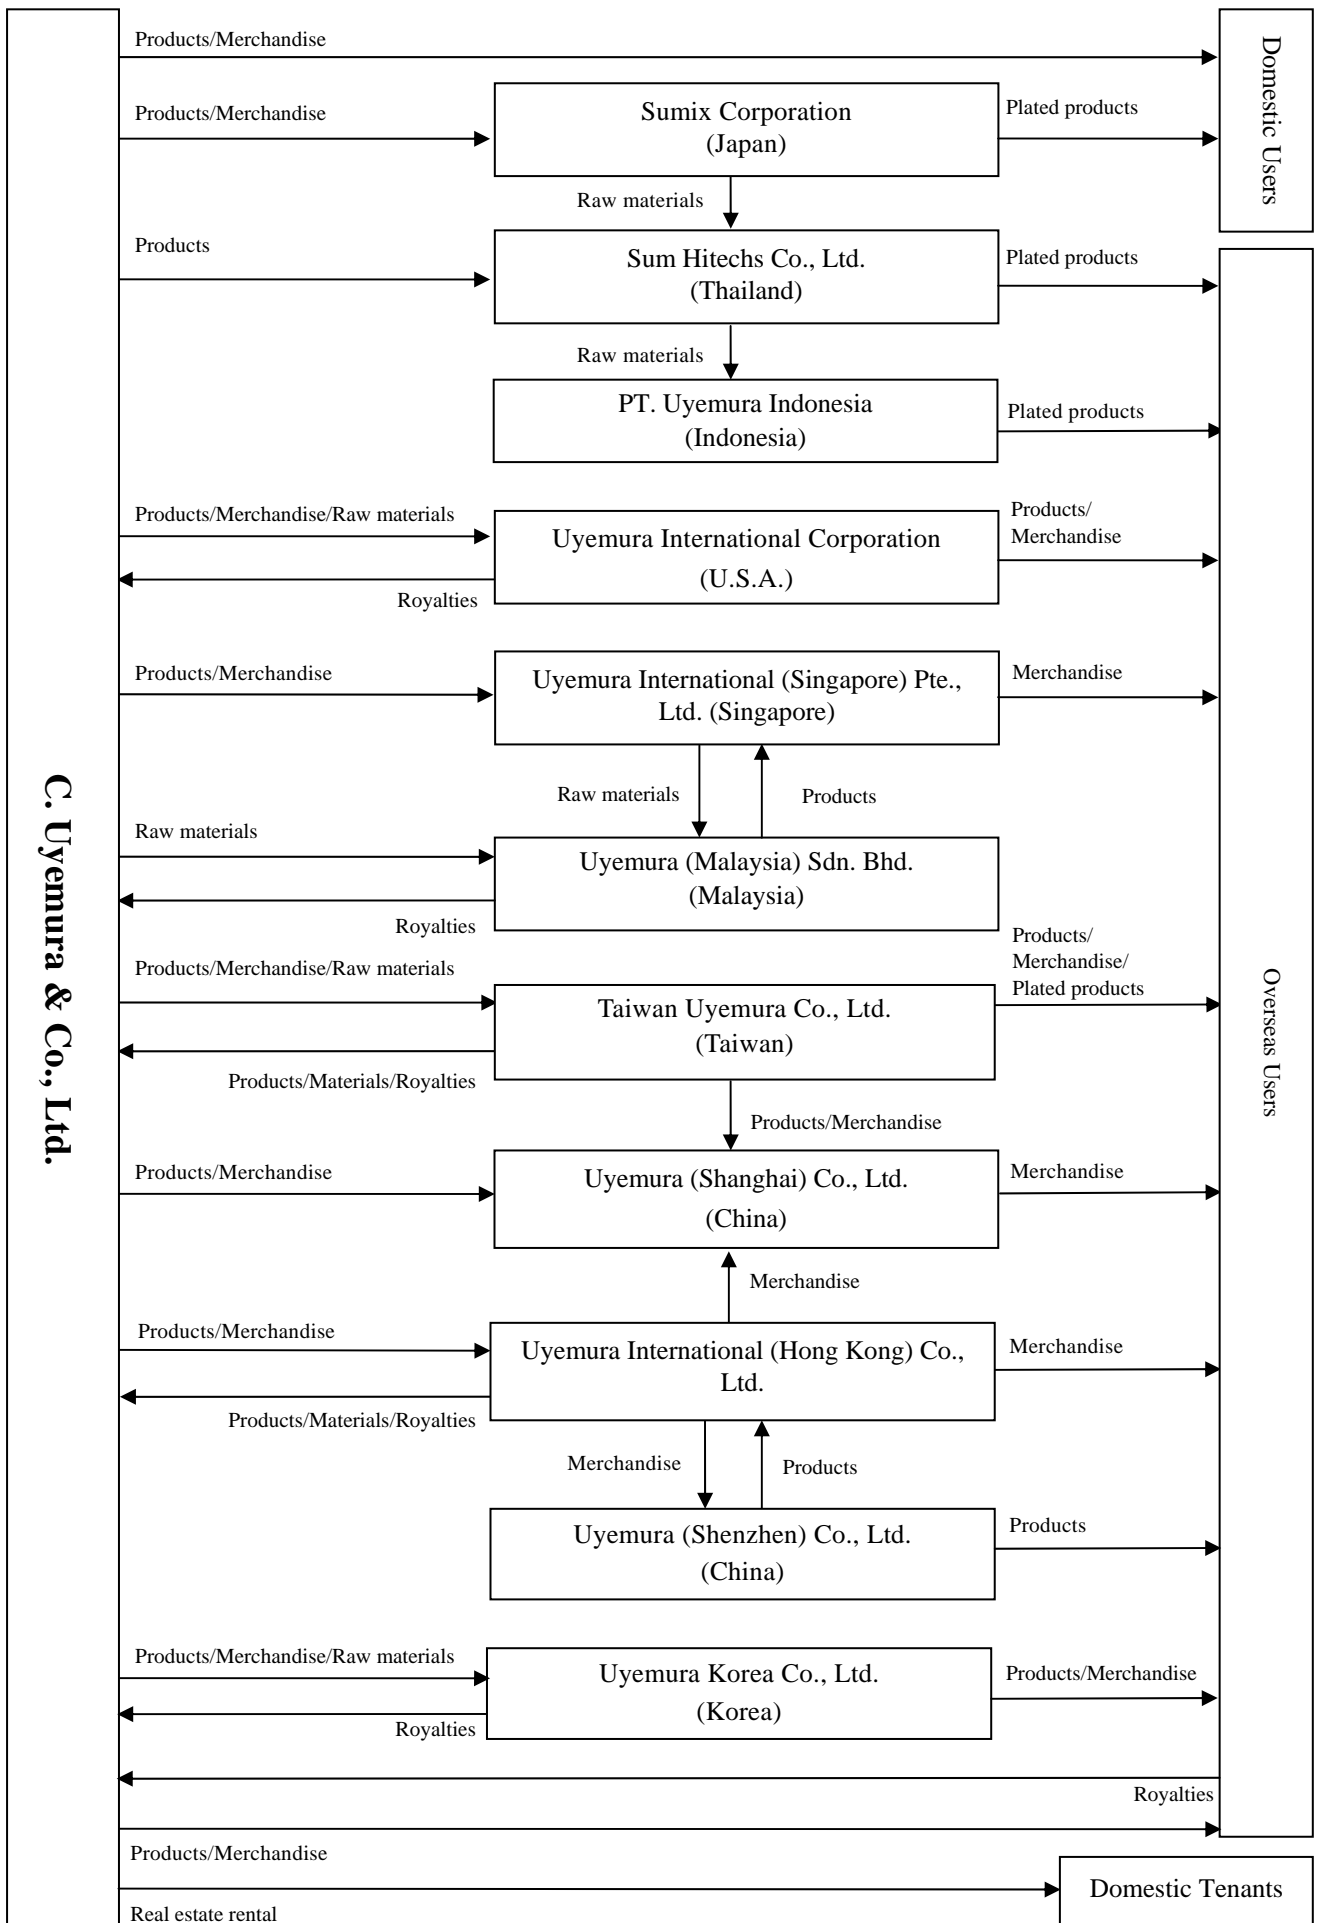 Products/Merchandise
Domestic Users
Products/Merchandise
Sumix Corporation
(Japan)
Plated products
Raw materials
Products
Sum Hitechs Co., Ltd.
(Thailand)
Plated products
Raw materials
PT. Uyemura Indonesia
(Indonesia)
Plated products
Products/Merchandise/Raw materials
Uyemura International Corporation
(U.S.A.)
Products/
Merchandise
Royalties
Products/Merchandise
Uyemura International (Singapore) Pte.,
Ltd. (Singapore)
Merchandise
Raw materials
Products
C. Uyemura & Co., Ltd.
Raw materials
Uyemura (Malaysia) Sdn. Bhd.
(Malaysia)
Royalties
Products/
Merchandise/
Plated products
Products/Merchandise/Raw materials
Taiwan Uyemura Co., Ltd.
(Taiwan)
Overseas Users
Products/Materials/Royalties
Products/Merchandise
Products/Merchandise
Uyemura (Shanghai) Co., Ltd.
(China)
Merchandise
Merchandise
Products/Merchandise
Uyemura International (Hong Kong) Co.,
Ltd.
Merchandise
Products/Materials/Royalties
Merchandise
Products
Uyemura (Shenzhen) Co., Ltd.
(China)
Products
Products/Merchandise/Raw materials
Uyemura Korea Co., Ltd.
(Korea)
Products/Merchandise
Royalties
Royalties
Products/Merchandise
Domestic Tenants
Real estate rental